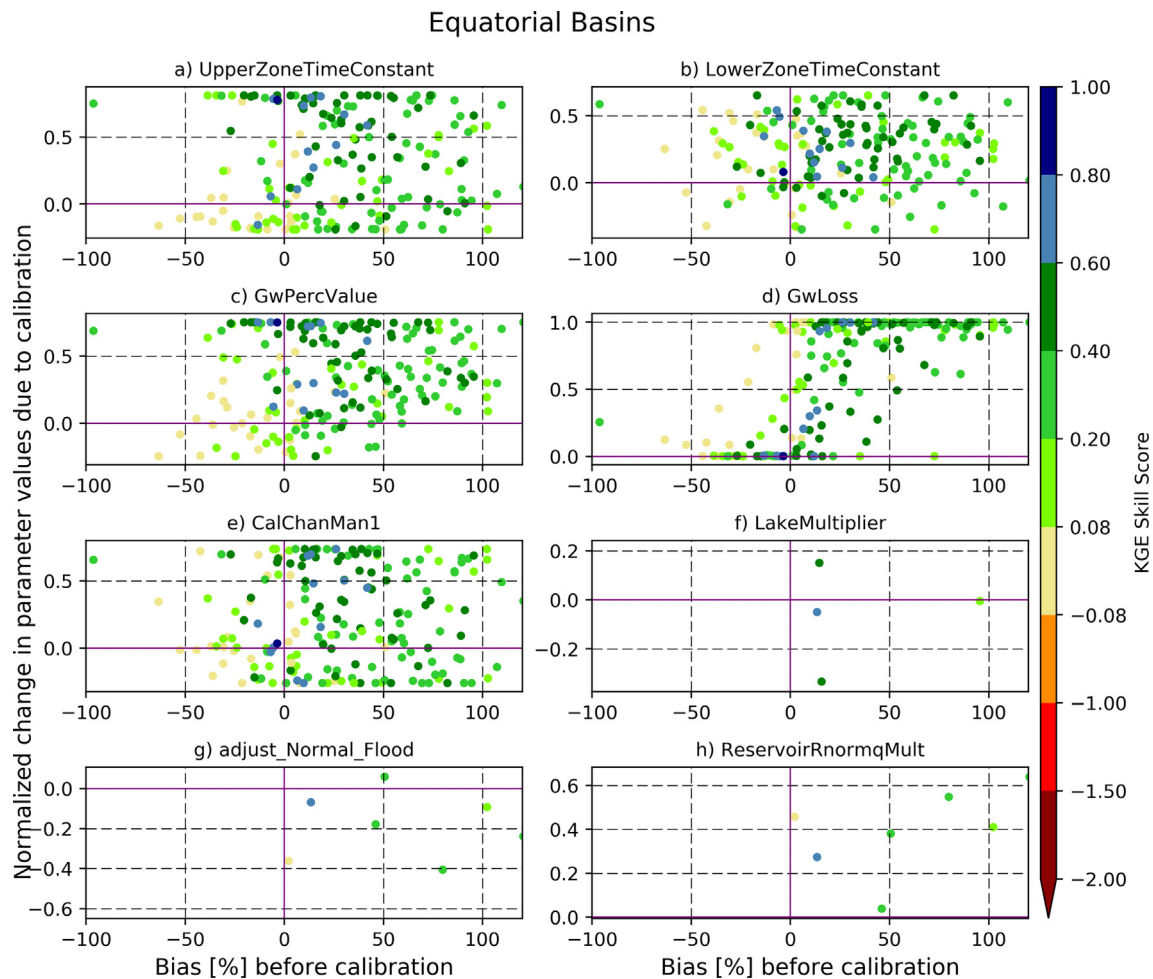 Equatorial Basins
Normalized change in parameter values due to calibration
a) UpperZoneTimeConstant
0.5
0.0
−100 −50 0 50 100
b) LowerZoneTimeConstant
0.5
0.0
−100 −50 0 50 100
c) GwPercValue
0.5
0.0
−100 −50 0 50 100
d) GwLoss
1.0
0.5
0.0
−100 −50 0 50 100
e) CalChanMan1
0.5
0.0
−100 −50 0 50 100
f) LakeMultiplier
0.2
0.0
−0.2
−100 −50 0 50 100
g) adjust_Normal_Flood
0.0
−0.2
−0.4
−0.6
−100 −50 0 50 100
Bias [%] before calibration
h) ReservoirRnormqMult
0.6
0.4
0.2
0.0
−100 −50 0 50 100
Bias [%] before calibration
1.00
0.80
0.60
0.40
0.20
0.08
−0.08
−1.00
−1.50
−2.00
KGE Skill Score